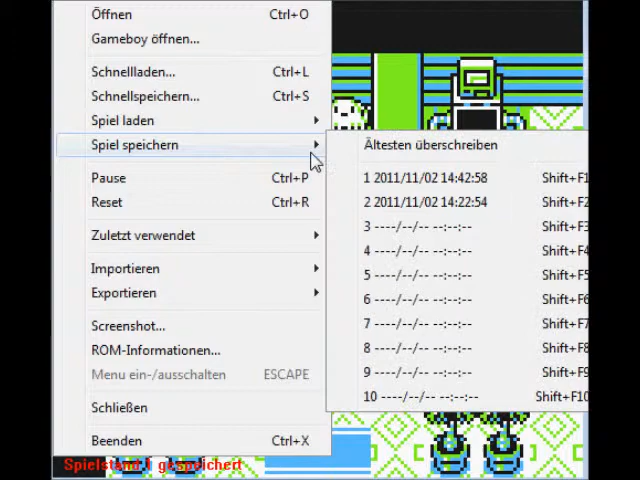 Öffnen Ctrl+O
Gameboy öffnen...
Schnellladen... Ctrl+L
Schnellspeichern... Ctrl+S
Spiel laden
Spiel speichern
Pause Ctrl+P
Reset Ctrl+R
Zuletzt verwendet
Importieren
Exportieren
Screenshot...
ROM-Informationen...
Menu ein-/ausschalten ESCAPE
Schließen
Beenden Ctrl+X
Ältesten überschreiben
1 2011/11/02 14:42:58 Shift+F1
2 2011/11/02 14:22:54 Shift+F2
3 ----/--/-- --:--:-- Shift+F3
4 ----/--/-- --:--:-- Shift+F4
5 ----/--/-- --:--:-- Shift+F5
6 ----/--/-- --:--:-- Shift+F6
7 ----/--/-- --:--:-- Shift+F7
8 ----/--/-- --:--:-- Shift+F8
9 ----/--/-- --:--:-- Shift+F9
10 ----/--/-- --:--:-- Shift+F10
Spielstand 1 gespeichert